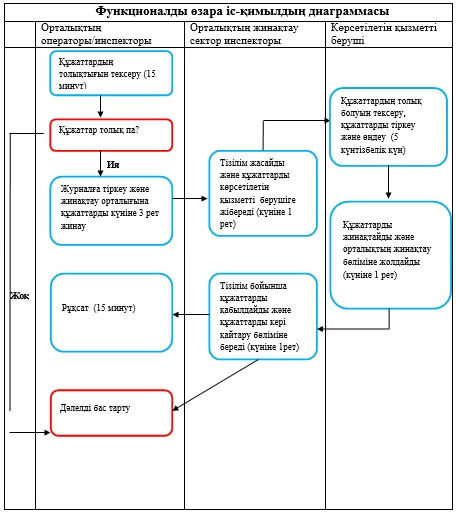 Функционалды өзара іс-қимылдың диаграммасы
Орталықтың
операторы/инспекторы
Орталықтың жинақтау
сектор инспекторы
Көрсетілетін қызметті
беруші
Құжаттардың
толықтығын тексеру (15
минут)
Құжаттар толық па?
Ия
Журналға тіркеу және
жинақтау орталығына
құжаттарды күніне 3 рет
жинау
Тізілім жасайды
және құжаттарды
көрсетілетін
қызметті берушіге
жібереді (күніне 1
рет)
Құжаттардың толық
болуын тексеру,
құжаттарды тіркеу
және өңдеу (5
күнтізбелік күн)
Құжаттарды
жинақтайды және
орталықтың жинақтау
бөліміне жолдайды
(күніне 1 рет)
Тізілім бойынша
құжаттарды
қабылдайды және
құжаттарды кері
қайтару бөліміне
береді (күніне 1рет)
Рұқсат (15 минут)
Жоқ
Дәлелді бас тарту